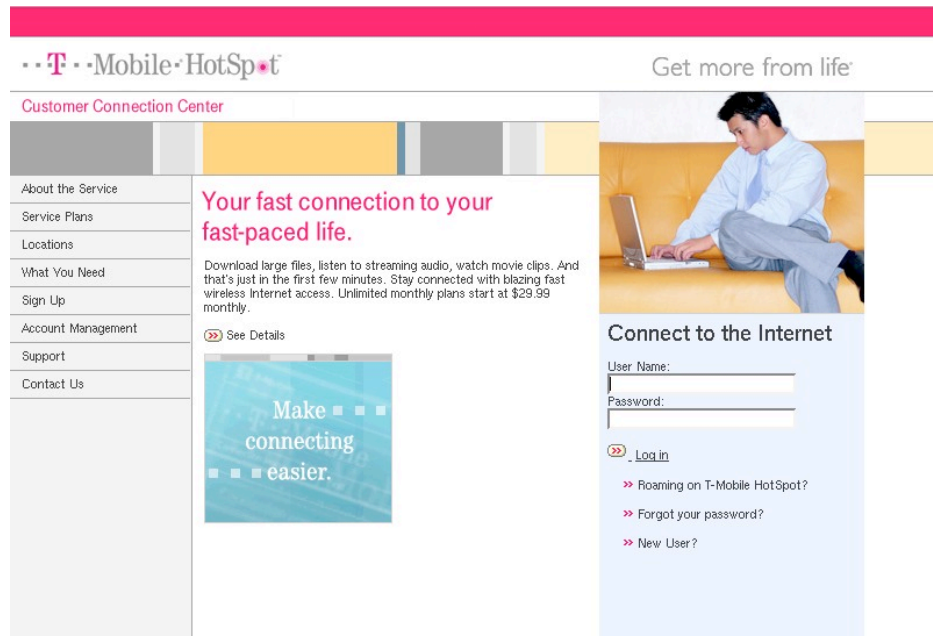 T-Mobile HotSpot
Get more from life
Customer Connection Center
About the Service
Service Plans
Locations
What You Need
Sign Up
Account Management
Support
Contact Us
Your fast connection to your
fast-paced life.
Download large files, listen to streaming audio, watch movie clips. And
that's just in the first few minutes. Stay connected with blazing fast
wireless Internet access. Unlimited monthly plans start at $29.99
monthly.
See Details
Make
connecting
easier.
Connect to the Internet
User Name:
Password:
Log in
Roaming on T-Mobile HotSpot?
Forgot your password?
New User?